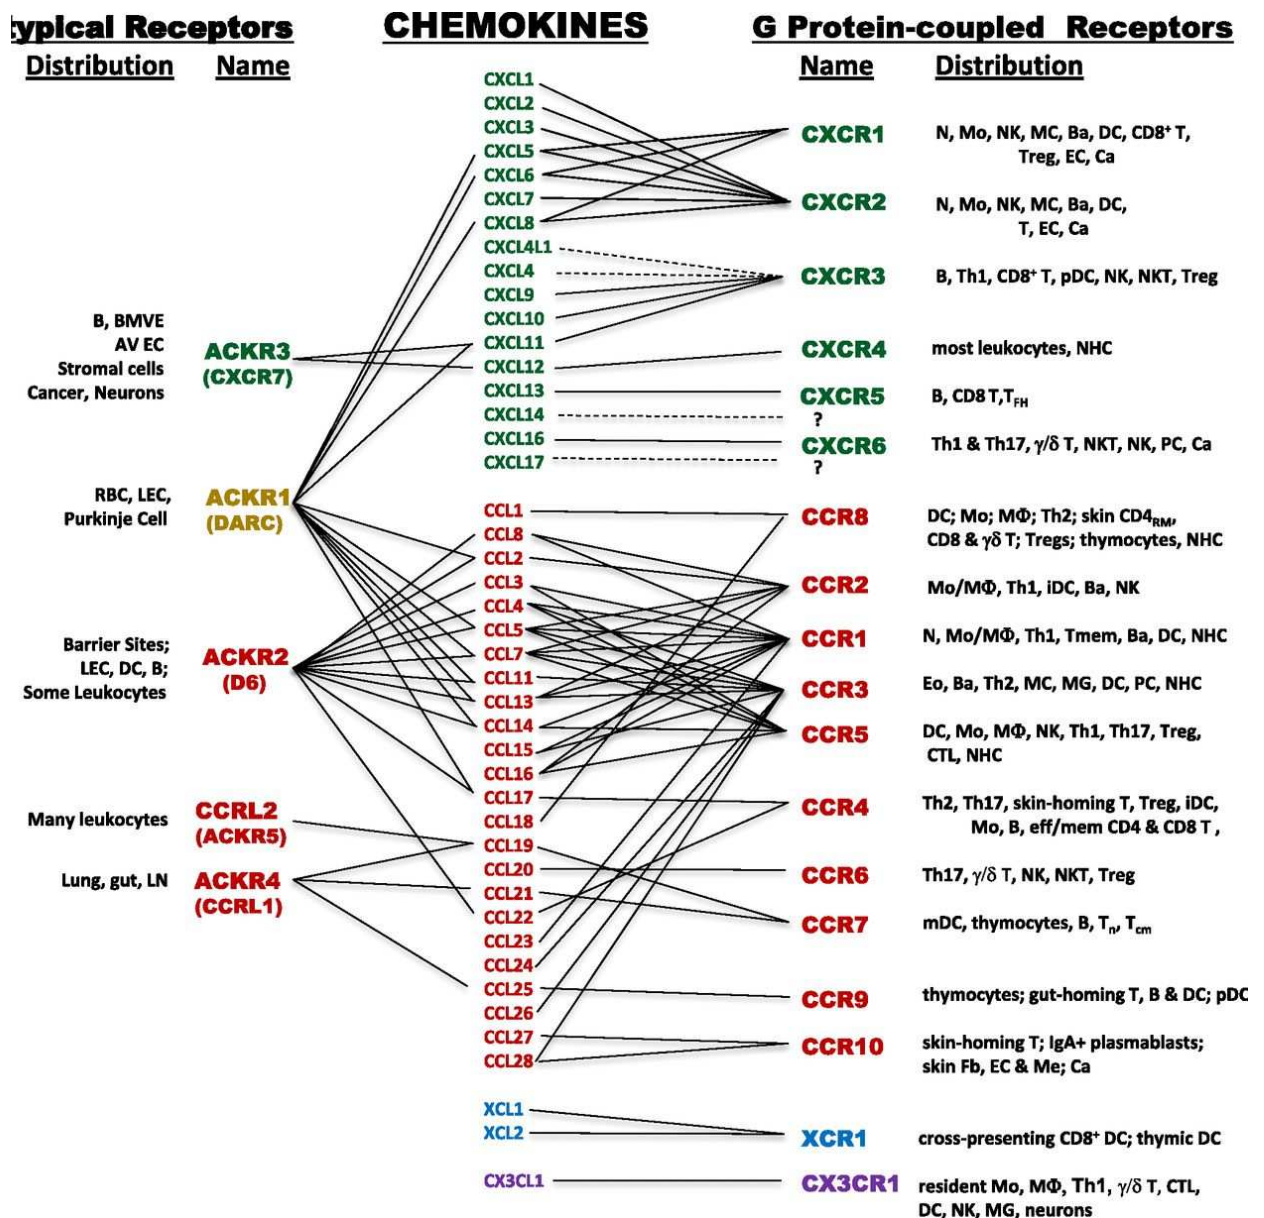 ypical Receptors
CHEMOKINES
G Protein-coupled Receptors
Distribution
Name
Name
Distribution
B, BMVE
AV EC
Stromal cells
Cancer, Neurons
ACKR3
(CXCR7)
RBC, LEC,
Purkinje Cell
ACKR1
(DARC)
Barrier Sites;
LEC, DC, B;
Some Leukocytes
ACKR2
(D6)
Many leukocytes
CCRL2
(ACKR5)
Lung, gut, LN
ACKR4
(CCRL1)
CXCL1
CXCL2
CXCL3
CXCL5
CXCL6
CXCL7
CXCL8
CXCL4L1
CXCL4
CXCL9
CXCL10
CXCL11
CXCL12
CXCL13
CXCL14
CXCL16
CXCL17
CCL1
CCL8
CCL2
CCL3
CCL4
CCL5
CCL7
CCL11
CCL13
CCL14
CCL15
CCL16
CCL17
CCL18
CCL19
CCL20
CCL21
CCL22
CCL23
CCL24
CCL25
CCL26
CCL27
CCL28
XCL1
XCL2
CX3CL1
CXCR1
N, Mo, NK, MC, Ba, DC, CD8⁺ T,
Treg, EC, Ca
CXCR2
N, Mo, NK, MC, Ba, DC,
T, EC, Ca
CXCR3
B, Th1, CD8⁺ T, pDC, NK, NKT, Treg
CXCR4
most leukocytes, NHC
CXCR5
B, CD8 T,T_FH
?
CXCR6
Th1 & Th17, γ/δ T, NKT, NK, PC, Ca
?
CCR8
DC; Mo; MΦ; Th2; skin CD4_RM,
CD8 & γδ T; Tregs; thymocytes, NHC
CCR2
Mo/MΦ, Th1, iDC, Ba, NK
CCR1
N, Mo/MΦ, Th1, Tmem, Ba, DC, NHC
CCR3
Eo, Ba, Th2, MC, MG, DC, PC, NHC
CCR5
DC, Mo, MΦ, NK, Th1, Th17, Treg,
CTL, NHC
CCR4
Th2, Th17, skin-homing T, Treg, iDC,
Mo, B, eff/mem CD4 & CD8 T ,
CCR6
Th17, γ/δ T, NK, NKT, Treg
CCR7
mDC, thymocytes, B, T_n, T_cm
CCR9
thymocytes; gut-homing T, B & DC; pDC
CCR10
skin-homing T; IgA+ plasmablasts;
skin Fb, EC & Me; Ca
XCR1
cross-presenting CD8⁺ DC; thymic DC
CX3CR1
resident Mo, MΦ, Th1, γ/δ T, CTL,
DC, NK, MG, neurons